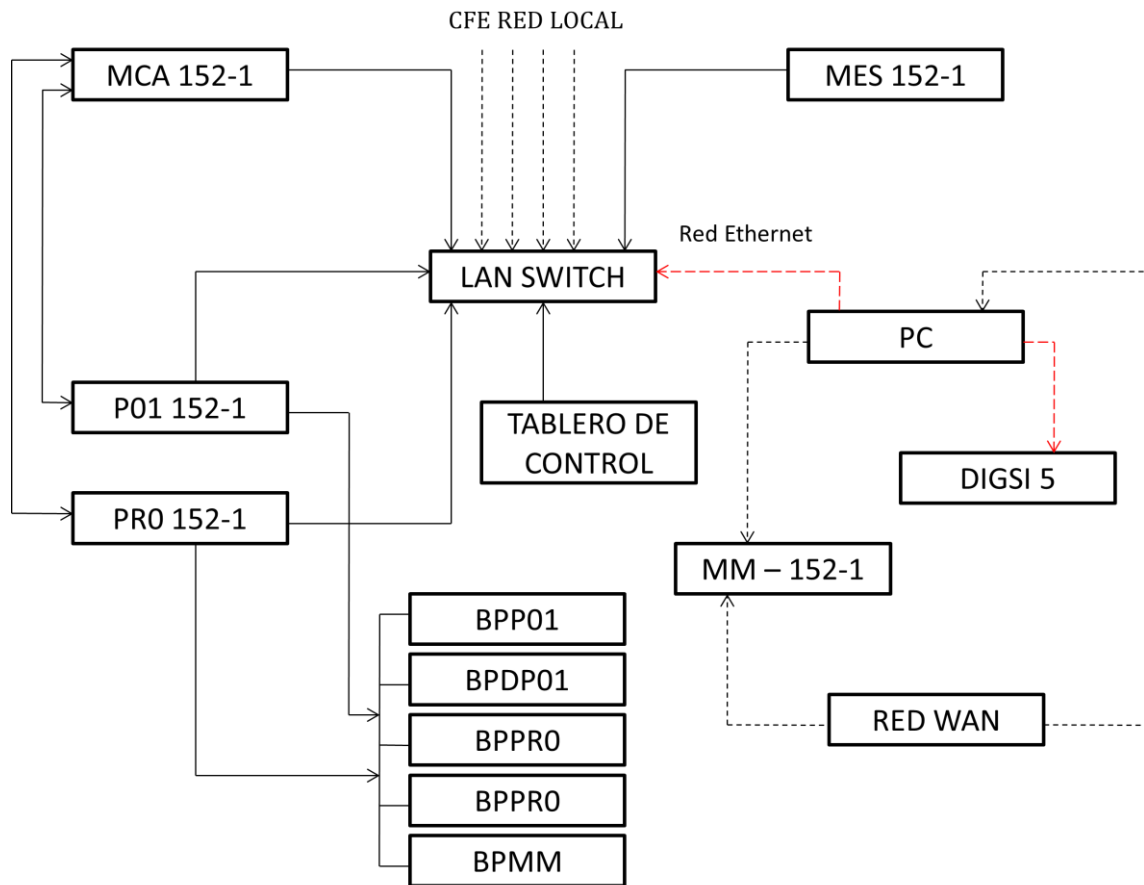 CFE RED LOCAL
MCA 152-1
MES 152-1
Red Ethernet
LAN SWITCH
PC
P01 152-1
TABLERO DE
CONTROL
DIGSI 5
PR0 152-1
MM – 152-1
BPP01
BPDP01
BPPR0
RED WAN
BPPR0
BPMM